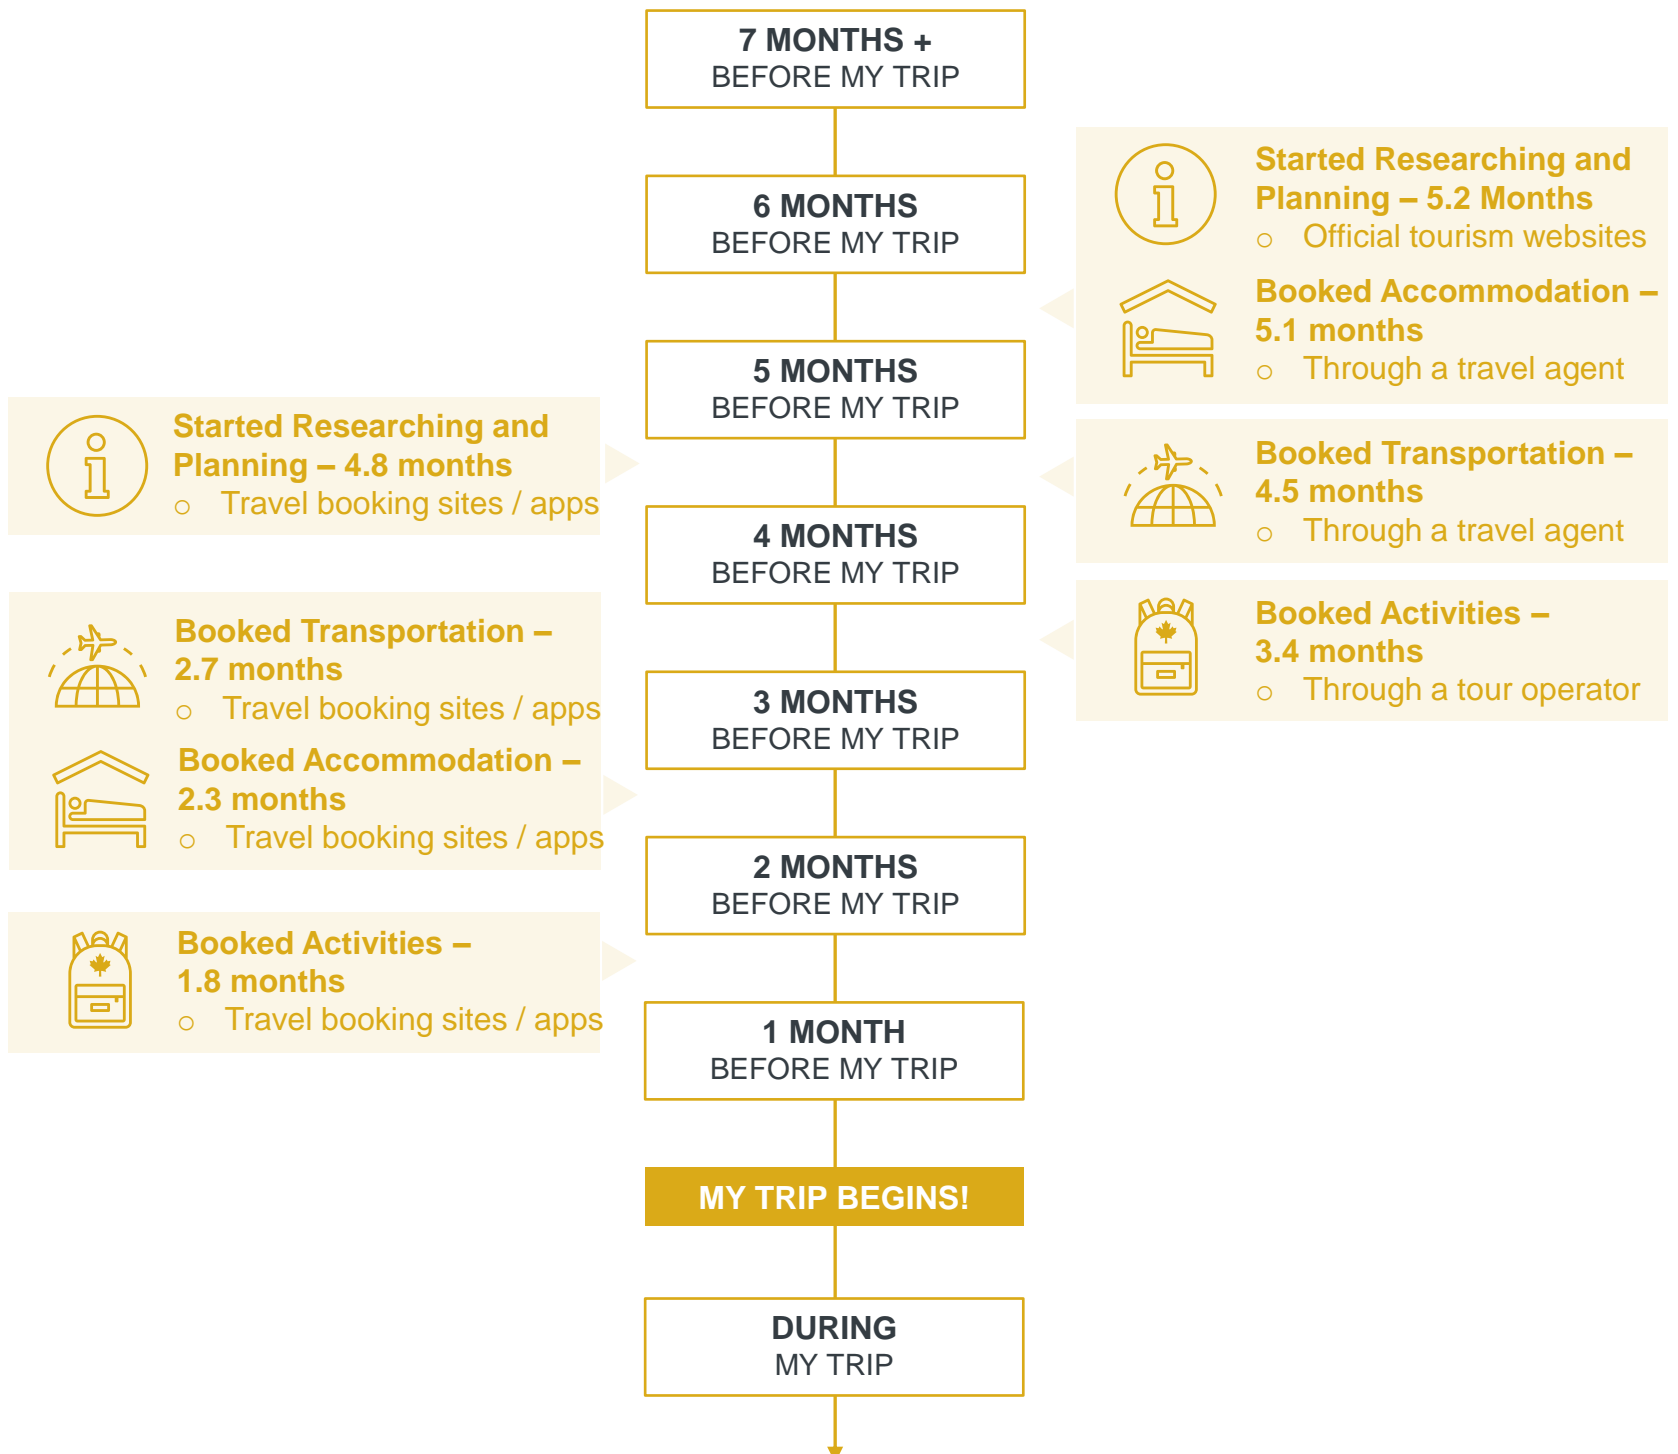 7 MONTHS +
BEFORE MY TRIP
6 MONTHS
BEFORE MY TRIP
5 MONTHS
BEFORE MY TRIP
4 MONTHS
BEFORE MY TRIP
3 MONTHS
BEFORE MY TRIP
2 MONTHS
BEFORE MY TRIP
1 MONTH
BEFORE MY TRIP
MY TRIP BEGINS!
DURING
MY TRIP
Started Researching and
Planning – 4.8 months
○ Travel booking sites / apps
Booked Transportation –
2.7 months
○ Travel booking sites / apps
Booked Accommodation –
2.3 months
○ Travel booking sites / apps
Booked Activities –
1.8 months
○ Travel booking sites / apps
Started Researching and
Planning – 5.2 Months
○ Official tourism websites
Booked Accommodation –
5.1 months
○ Through a travel agent
Booked Transportation –
4.5 months
○ Through a travel agent
Booked Activities –
3.4 months
○ Through a tour operator